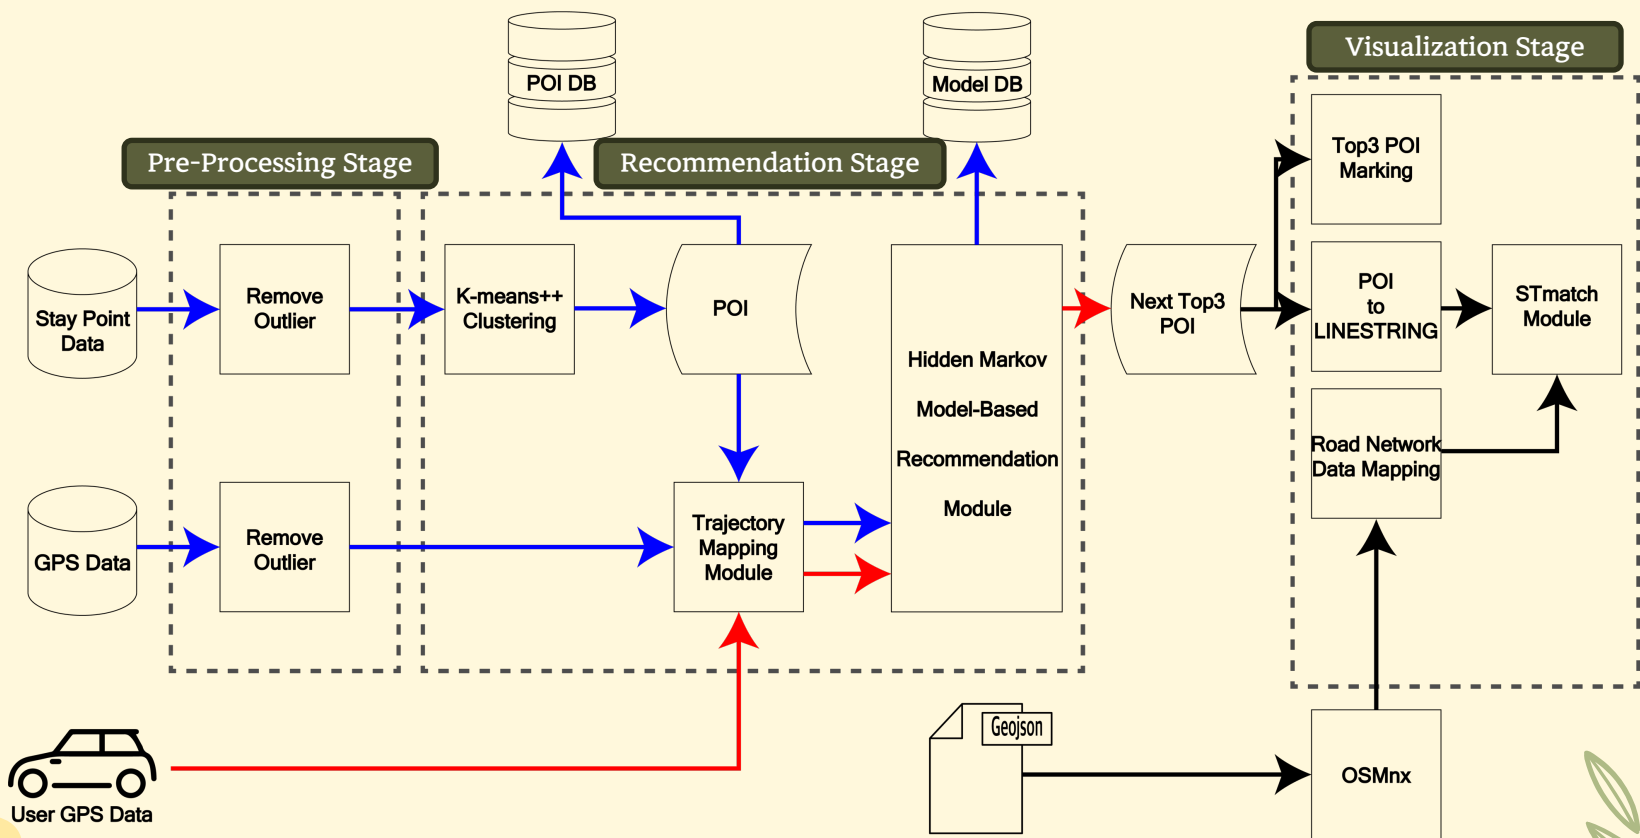 POI DB
Model DB
Visualization Stage
Pre-Processing Stage
Recommendation Stage
Top3 POI
Marking
Stay Point
Data
Remove
Outlier
K-means++
Clustering
POI
Next Top3
POI
POI
to
LINESTRING
STmatch
Module
Hidden Markov
Model-Based
Recommendation
Module
Road Network
Data Mapping
GPS Data
Remove
Outlier
Trajectory
Mapping
Module
Geojson
OSMnx
User GPS Data